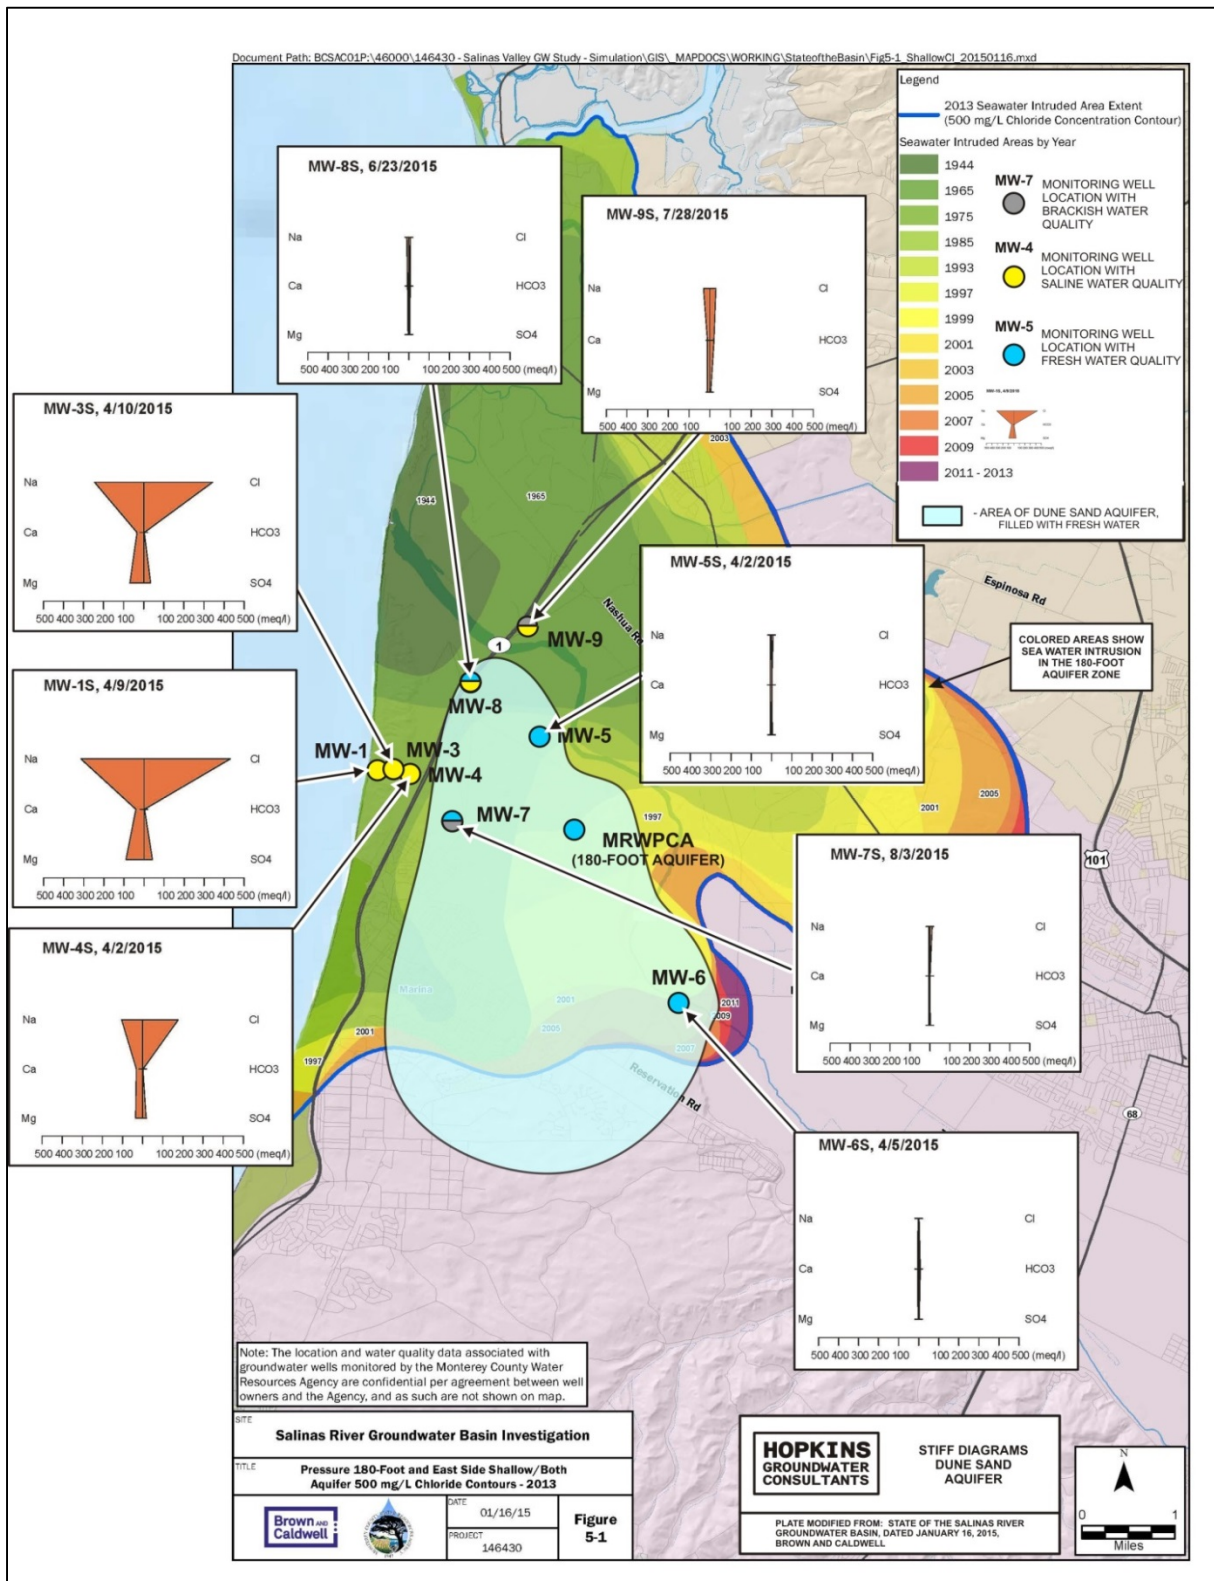 Document Path: BCSAC01P:\46000\146430 - Salinas Valley GW Study - Simulation\GIS\_MAPDOCS\WORKING\StateoftheBasin\Fig5-1_ShallowCl_20150116.mxd
Legend
2013 Seawater Intruded Area Extent
(500 mg/L Chloride Concentration Contour)
Seawater Intruded Areas by Year
1944
1965
1975
1985
1993
1997
1999
2001
2003
2005
2007
2009
2011 - 2013
MW-7
MONITORING WELL
LOCATION WITH
BRACKISH WATER
QUALITY
MW-4
MONITORING WELL
LOCATION WITH
SALINE WATER QUALITY
MW-5
MONITORING WELL
LOCATION WITH
FRESH WATER QUALITY
- AREA OF DUNE SAND AQUIFER,
FILLED WITH FRESH WATER
MW-8S, 6/23/2015
Na Cl
Ca HCO3
Mg SO4
500 400 300 200 100 100 200 300 400 500 (meq/l)
MW-9S, 7/28/2015
Na Cl
Ca HCO3
Mg SO4
500 400 300 200 100 100 200 300 400 500 (meq/l)
MW-3S, 4/10/2015
Na Cl
Ca HCO3
Mg SO4
500 400 300 200 100 100 200 300 400 500 (meq/l)
MW-5S, 4/2/2015
Na Cl
Ca HCO3
Mg SO4
500 400 300 200 100 100 200 300 400 500 (meq/l)
MW-1S, 4/9/2015
Na Cl
Ca HCO3
Mg SO4
500 400 300 200 100 100 200 300 400 500 (meq/l)
MW-7S, 8/3/2015
Na Cl
Ca HCO3
Mg SO4
500 400 300 200 100 100 200 300 400 500 (meq/l)
MW-4S, 4/2/2015
Na Cl
Ca HCO3
Mg SO4
500 400 300 200 100 100 200 300 400 500 (meq/l)
MW-6S, 4/5/2015
Na Cl
Ca HCO3
Mg SO4
500 400 300 200 100 100 200 300 400 500 (meq/l)
2003
1944
1965
Nashua Rd
Espinosa Rd
COLORED AREAS SHOW
SEA WATER INTRUSION
IN THE 180-FOOT
AQUIFER ZONE
1
MW-9
MW-8
MW-5
MW-1
MW-3
MW-4
MW-7
MRWPCA
(180-FOOT AQUIFER)
1997
2001
2005
101
MW-6
Marina
2001
2005
2007
2011
2009
2001
1997
Reservation Rd
68
Note: The location and water quality data associated with
groundwater wells monitored by the Monterey County Water
Resources Agency are confidential per agreement between well
owners and the Agency, and as such are not shown on map.
SITE
Salinas River Groundwater Basin Investigation
TITLE
Pressure 180-Foot and East Side Shallow/Both
Aquifer 500 mg/L Chloride Contours - 2013
Brown AND
Caldwell
DATE
01/16/15
PROJECT
146430
Figure
5-1
HOPKINS
GROUNDWATER
CONSULTANTS
STIFF DIAGRAMS
DUNE SAND
AQUIFER
PLATE MODIFIED FROM: STATE OF THE SALINAS RIVER
GROUNDWATER BASIN, DATED JANUARY 16, 2015,
BROWN AND CALDWELL
N
0 1
Miles